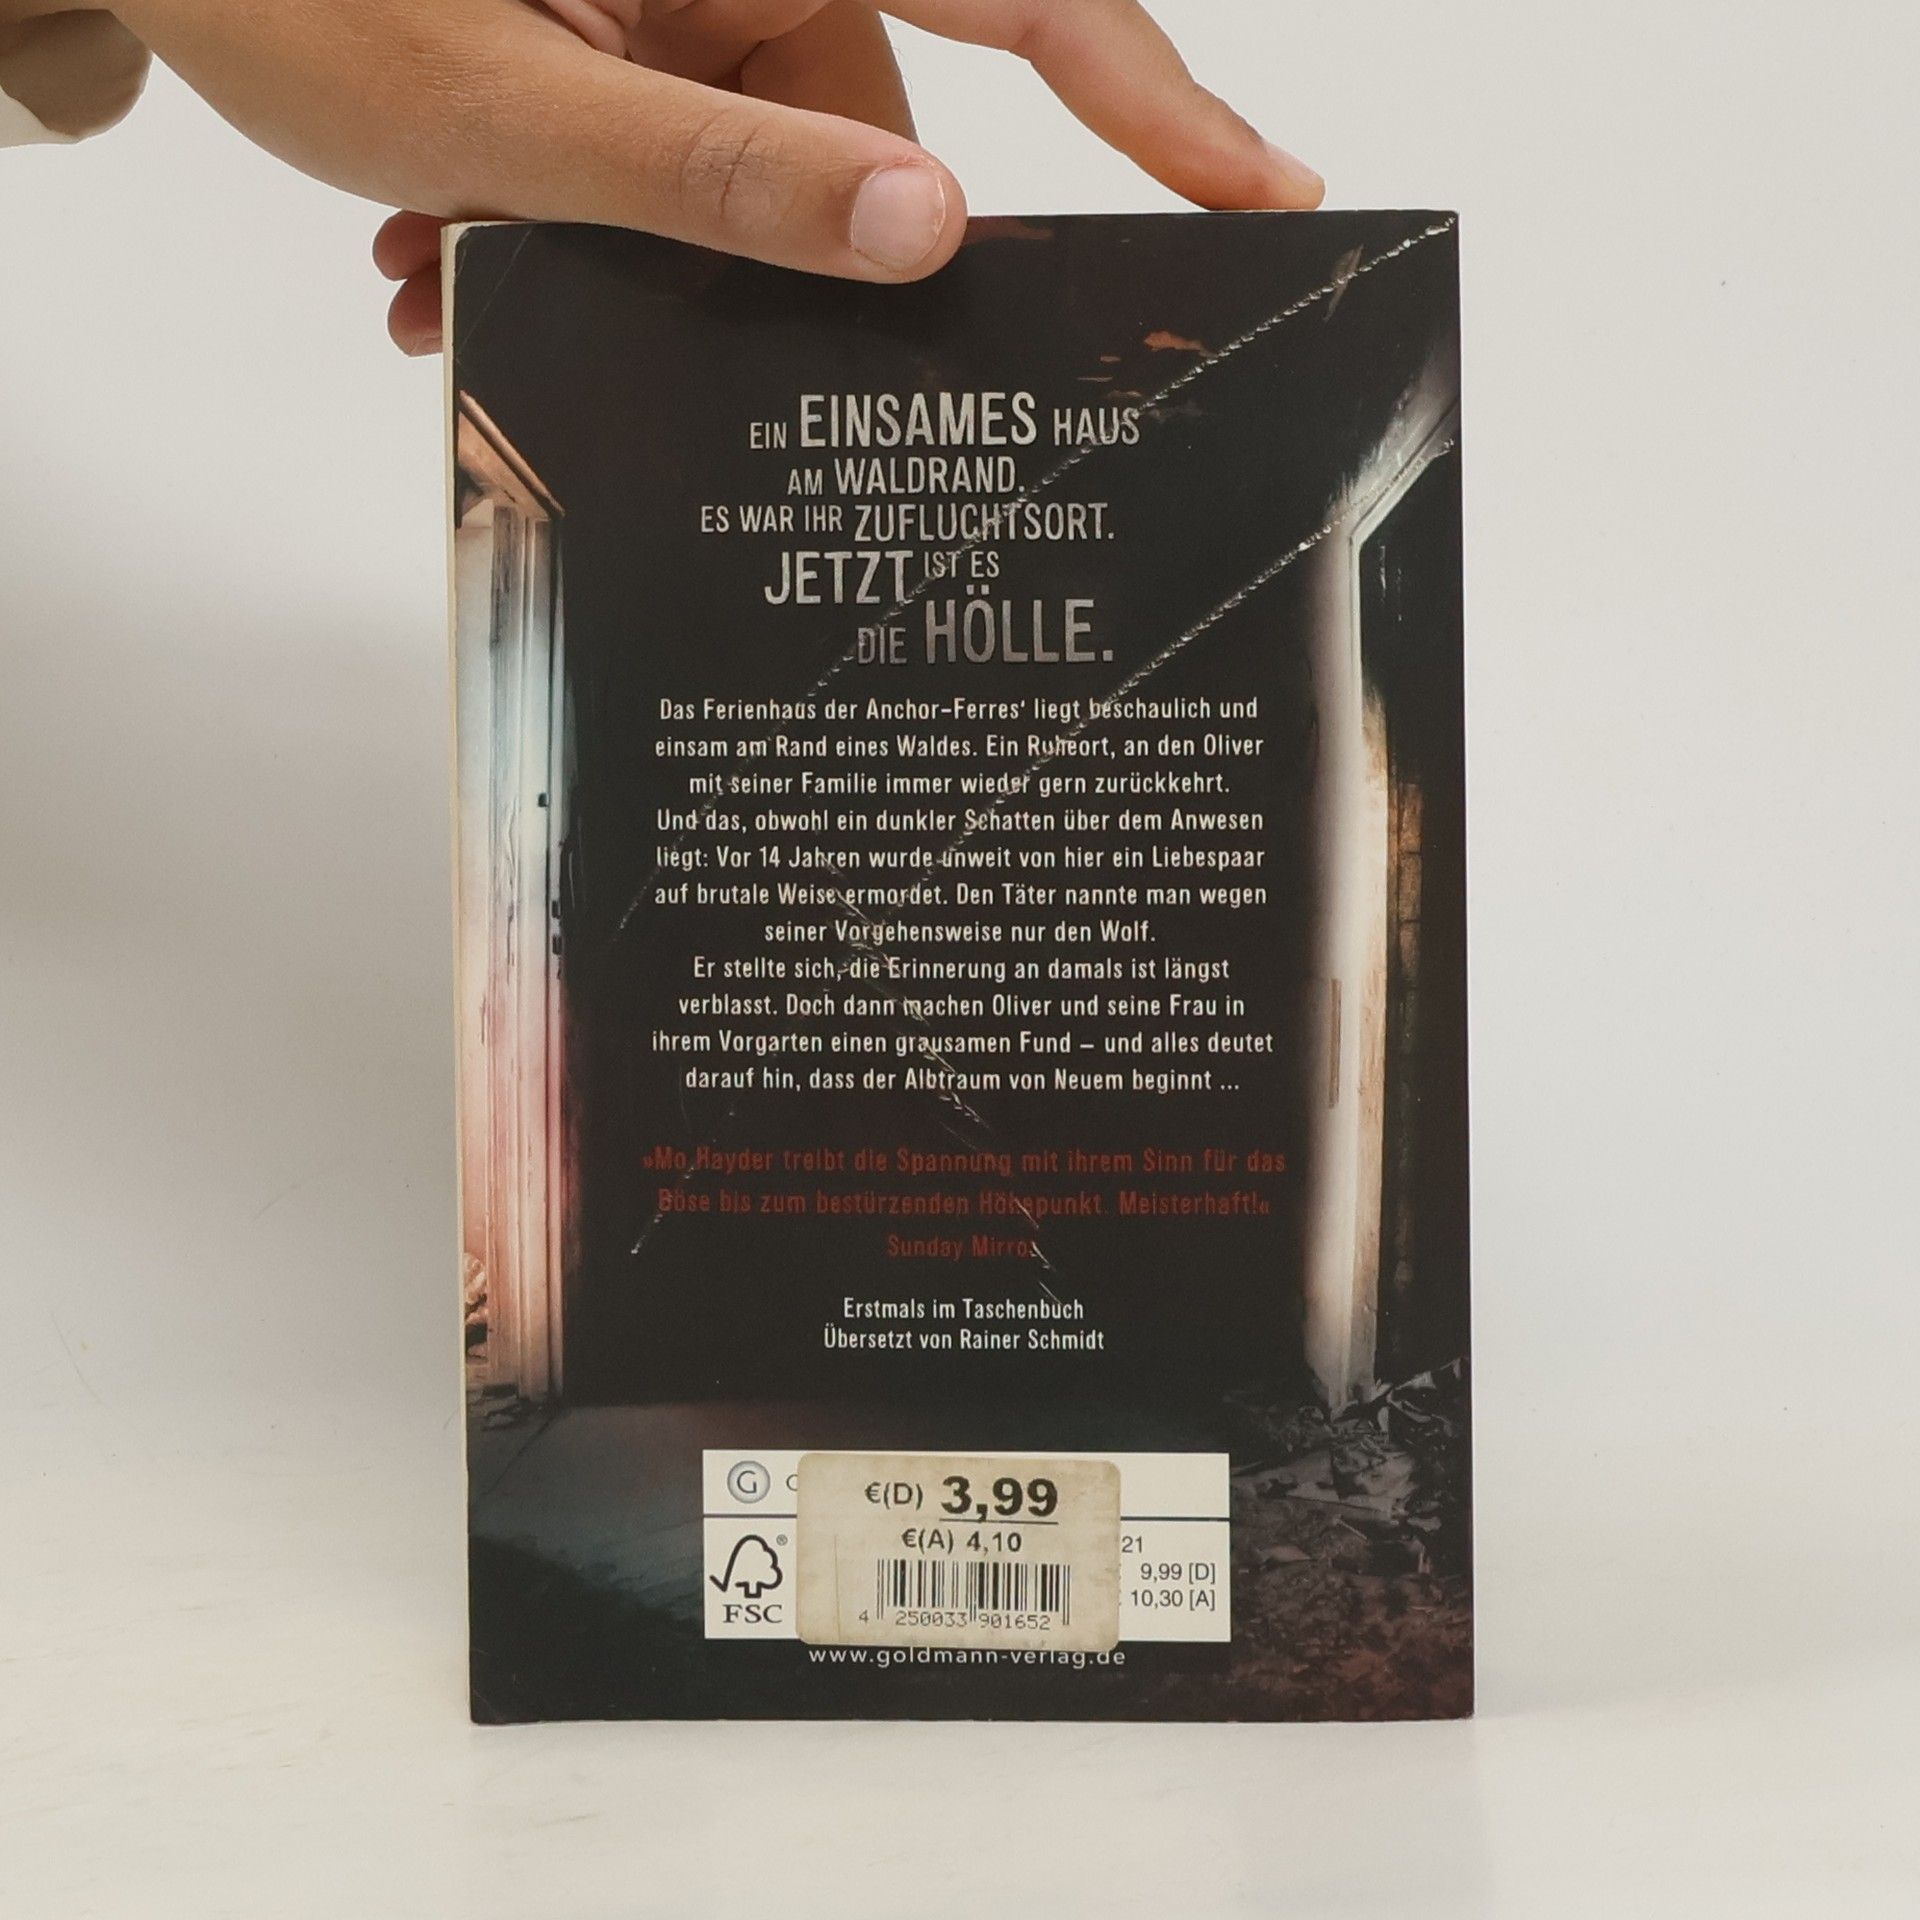 EIN EINSAMES HAUS
AM WALDRAND.
ES WAR IHR ZUFLUCHTSORT.
JETZT IST ES
DIE HÖLLE.
Das Ferienhaus der Anchor-Ferres' liegt beschaulich und
einsam am Rand eines Waldes. Ein Ruheort, an den Oliver
mit seiner Familie immer wieder gern zurückkehrt.
Und das, obwohl ein dunkler Schatten über dem Anwesen
liegt: Vor 14 Jahren wurde unweit von hier ein Liebespaar
auf brutale Weise ermordet. Den Täter nannte man wegen
seiner Vorgehensweise nur den Wolf.
Er stellte sich, die Erinnerung an damals ist längst
verblasst. Doch dann machen Oliver und seine Frau in
ihrem Vorgarten einen grausamen Fund – und alles deutet
darauf hin, dass der Albtraum von Neuem beginnt ...
»Mo Hayder treibt die Spannung mit ihrem Sinn für das
Böse bis zum bestürzenden Höhepunkt. Meisterhaft!«
Sunday Mirror
Erstmals im Taschenbuch
Übersetzt von Rainer Schmidt
G
€(D) 3,99
€(A) 4,10
4 250033 901652
FSC®
21
9,99 [D]
10,30 [A]
www.goldmann-verlag.de